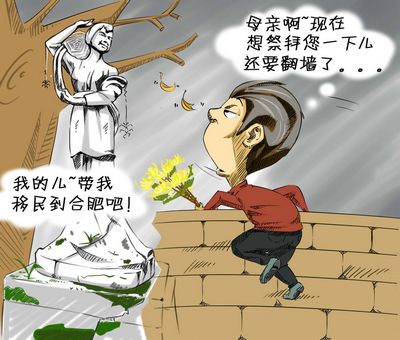 母亲啊~现在
想祭拜您一下儿
还要翻墙了。。。
我的儿~带我
移民到合肥吧!